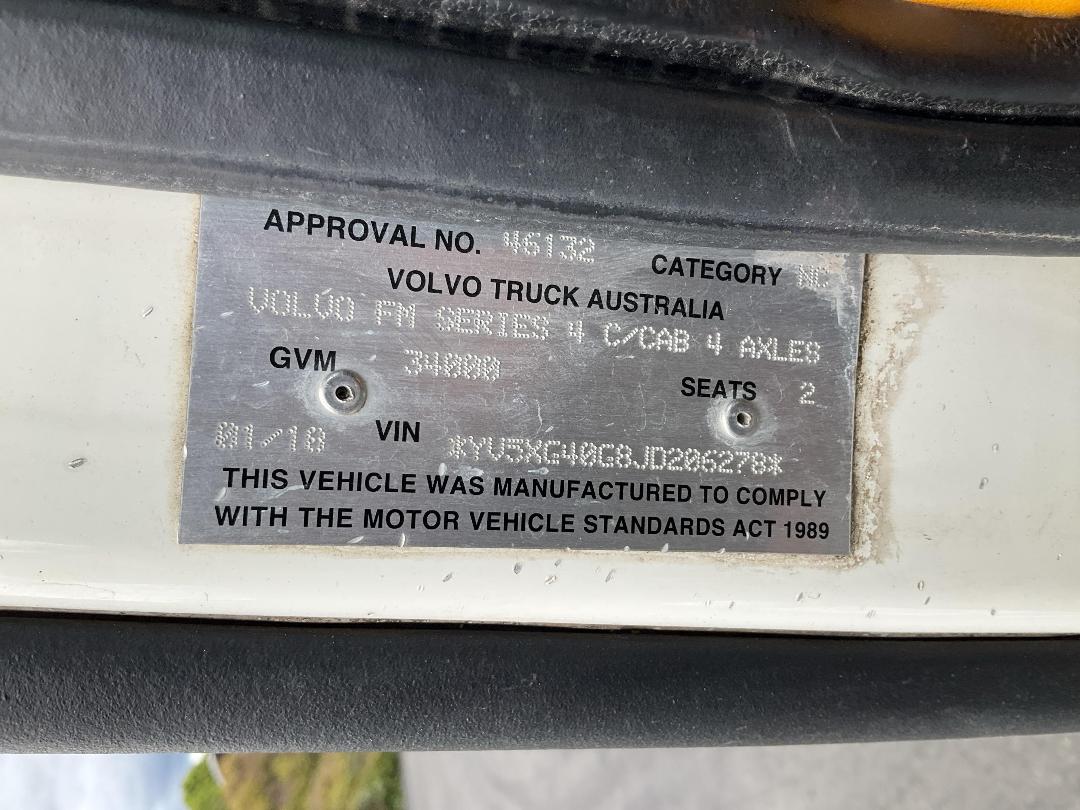 APPROVAL NO. 46132 CATEGORY NC
VOLVO TRUCK AUSTRALIA
VOLVO FM SERIES 4 C/CAB 4 AXLES
GVM 34000 SEATS 2
01/18 VIN *YV5XG40G8JD206278*
THIS VEHICLE WAS MANUFACTURED TO COMPLY
WITH THE MOTOR VEHICLE STANDARDS ACT 1989